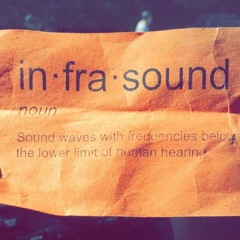 in·fra·sound
noun
Sound waves with frequencies below
the lower limit of human hearing